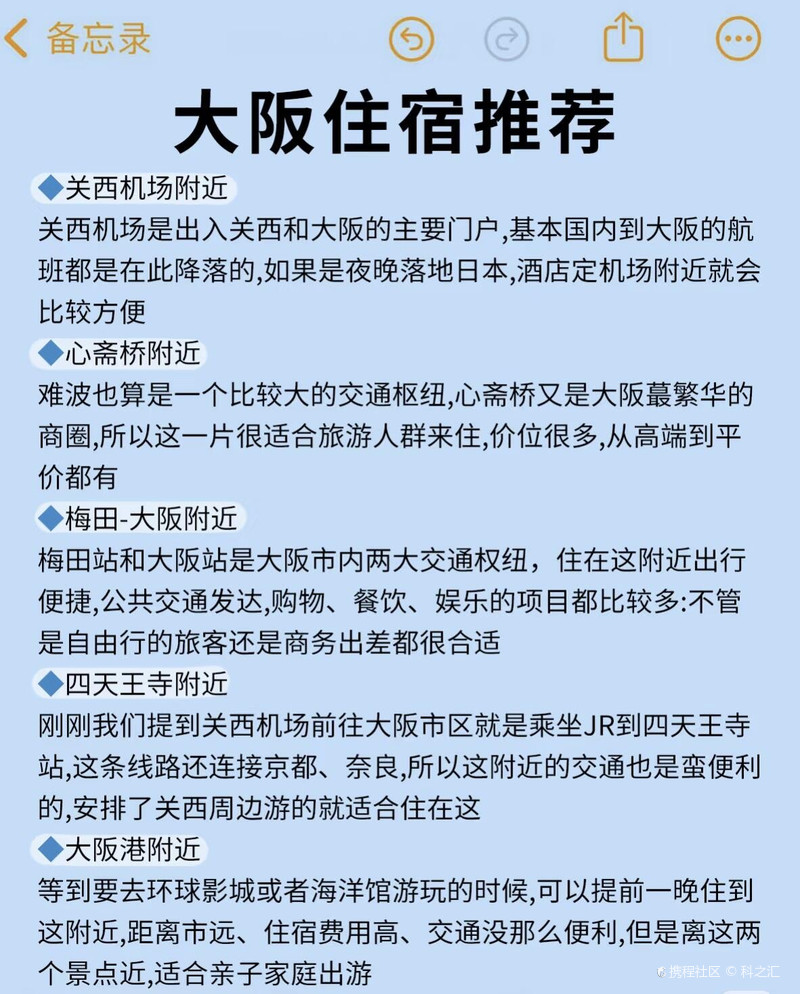 备忘录
大阪住宿推荐
关西机场附近
关西机场是出入关西和大阪的主要门户,基本国内到大阪的航
班都是在此降落的,如果是夜晚落地日本,酒店定机场附近就会
比较方便
心斋桥附近
难波也算是一个比较大的交通枢纽,心斋桥又是大阪蕞繁华的
商圈,所以这一片很适合旅游人群来住,价位很多,从高端到平
价都有
梅田-大阪附近
梅田站和大阪站是大阪市内两大交通权纽，住在这附近出行
便捷,公共交通发达,购物、餐饮、娱乐的项目都比较多:不管
是自由行的旅客还是商务出差都很合适
四天王寺附近
刚刚我们提到关西机场前往大阪市区就是乘坐JR到四天王寺
站,这条线路还连接京都、奈良,所以这附近的交通也是蛮便利
的,安排了关西周边游的就适合住在这
大阪港附近
等到要去环球影城或者海洋馆游玩的时候,可以提前一晚住到
这附近,距离市远、住宿费用高、交通没那么便利,但是离这两
个景点近,适合亲子家庭出游
携程社区 © 科之汇